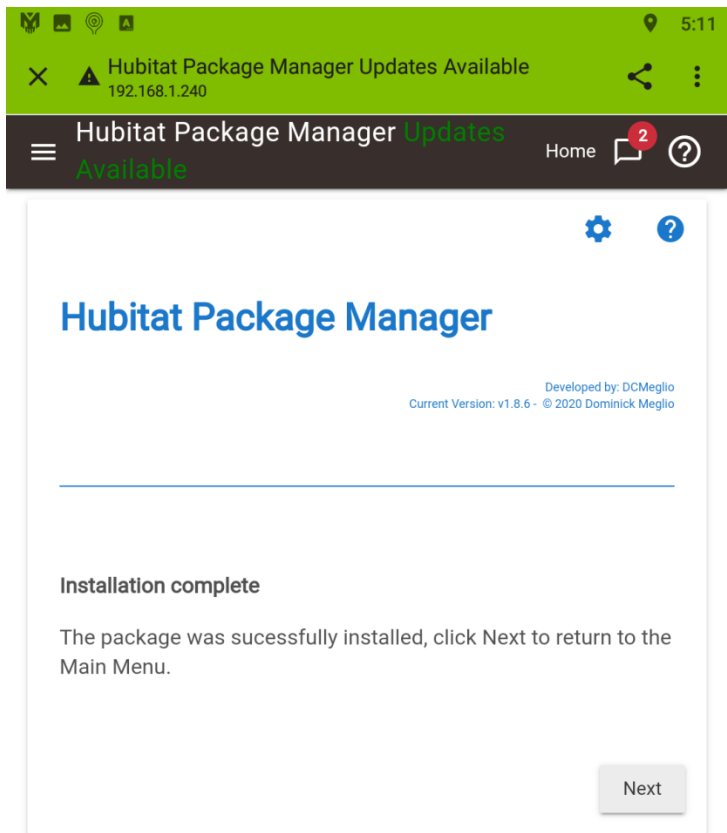 5:11
Hubitat Package Manager Updates Available
192.168.1.240
Hubitat Package Manager Updates
Available
Home
2
?
?
Hubitat Package Manager
Developed by: DCMeglio
Current Version: v1.8.6 - © 2020 Dominick Meglio
Installation complete
The package was sucessfully installed, click Next to return to the
Main Menu.
Next